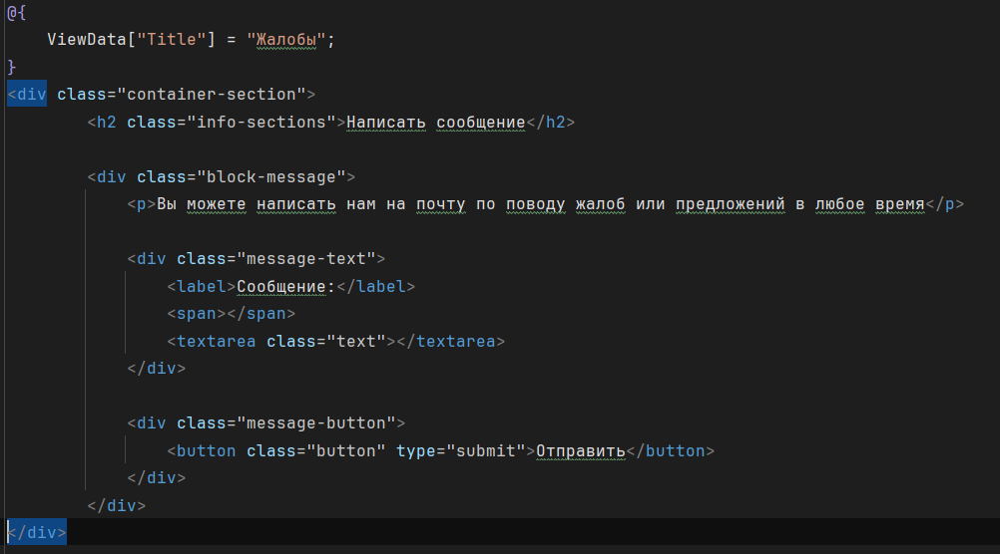 @{
    ViewData["Title"] = "Жалобы";
}
<div class="container-section">
        <h2 class="info-sections">Написать сообщение</h2>

        <div class="block-message">
            <p>Вы можете написать нам на почту по поводу жалоб или предложений в любое время</p>

            <div class="message-text">
                <label>Сообщение:</label>
                <span></span>
                <textarea class="text"></textarea>
            </div>

            <div class="message-button">
                <button class="button" type="submit">Отправить</button>
            </div>
        </div>
</div>